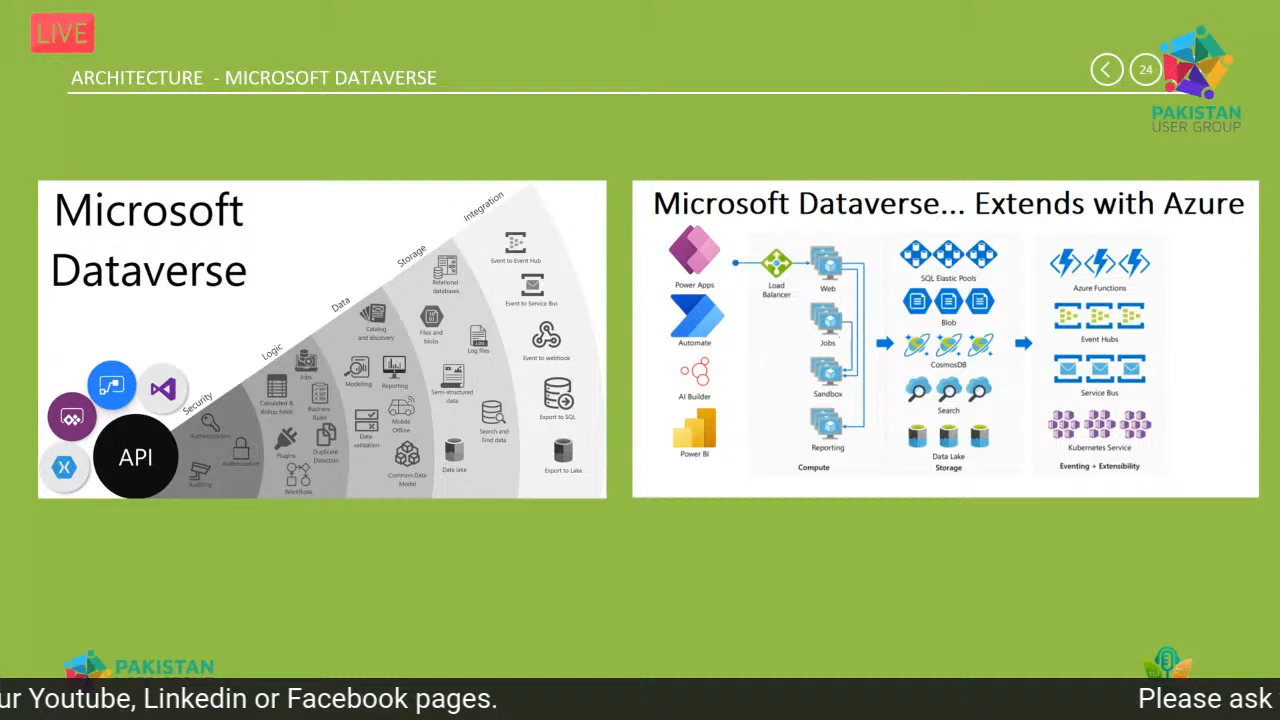 LIVE
ARCHITECTURE - MICROSOFT DATAVERSE
24
PAKISTAN
USER GROUP
Microsoft
Dataverse
Integration
Storage
Data
Logic
Security
API
Authentication
Authorization
Auditing
Jobs
Calculated &
Rollup fields
Business
Rules
Plugins
Duplicate
Detection
Workflows
Catalog
and discovery
Modeling
Reporting
Data
validation
Mobile
Offline
Common Data
Model
Relational
databases
Files and
blobs
Log files
Semi-structured
data
Search and
Find data
Data lake
Event to Event Hub
Event to Service Bus
Event to webhook
Export to SQL
Export to Lake
Microsoft Dataverse... Extends with Azure
Power Apps
Automate
AI Builder
Power BI
Load
Balancer
Web
Jobs
Sandbox
Reporting
Compute
SQL Elastic Pools
Blob
CosmosDB
Search
Data Lake
Storage
Azure Functions
Event Hubs
Service Bus
Kubernetes Service
Eventing + Extensibility
PAKISTAN
ur Youtube, Linkedin or Facebook pages.
Please ask